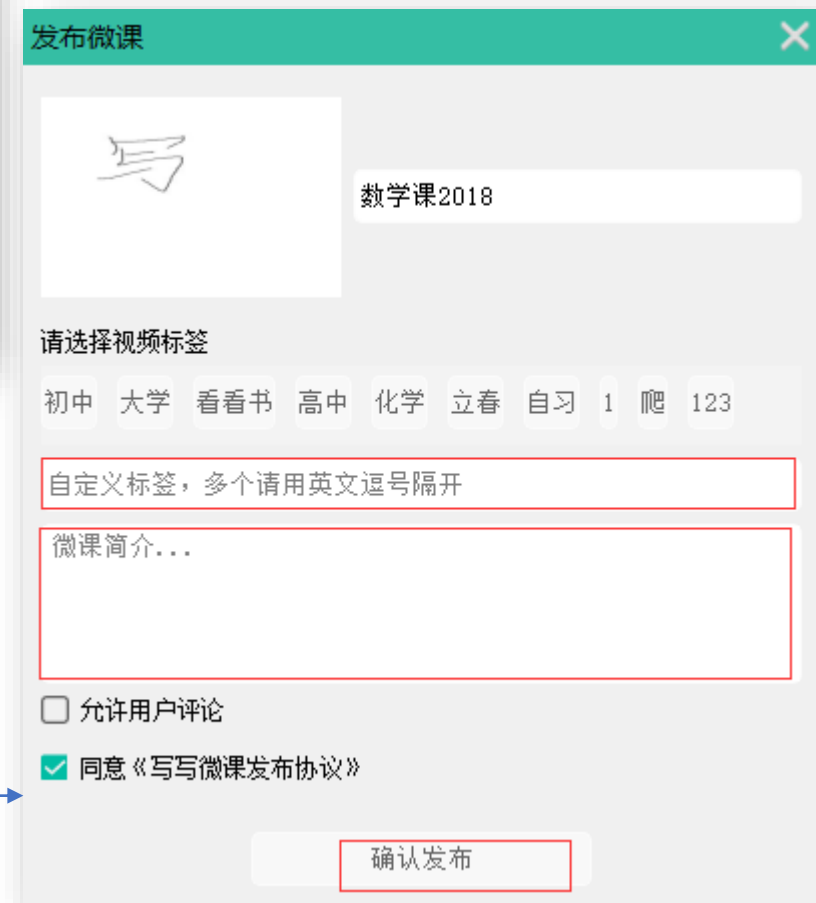 发布微课
写
数学课2018
请选择视频标签
初中 大学 看看书 高中 化学 立春 自习 1 爬 123
自定义标签，多个请用英文逗号隔开
微课简介...
允许用户评论
同意《写写微课发布协议》
确认发布